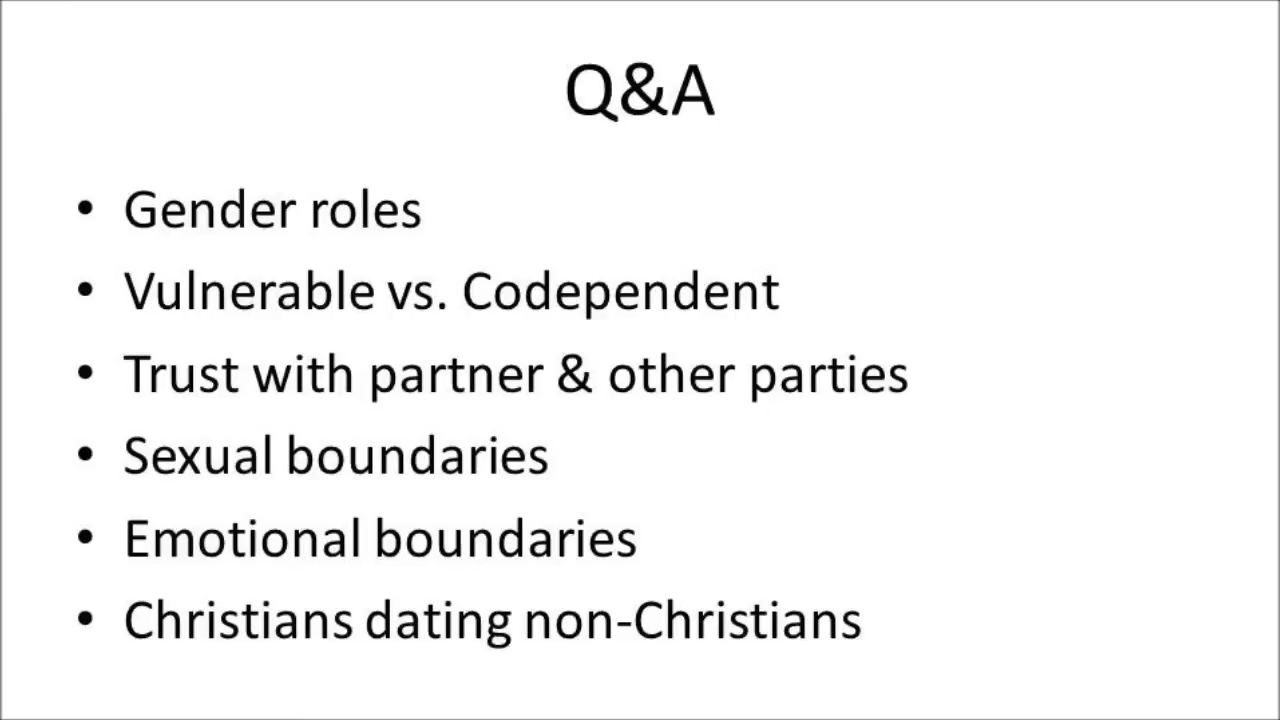 Q&A
• Gender roles
• Vulnerable vs. Codependent
• Trust with partner & other parties
• Sexual boundaries
• Emotional boundaries
• Christians dating non-Christians